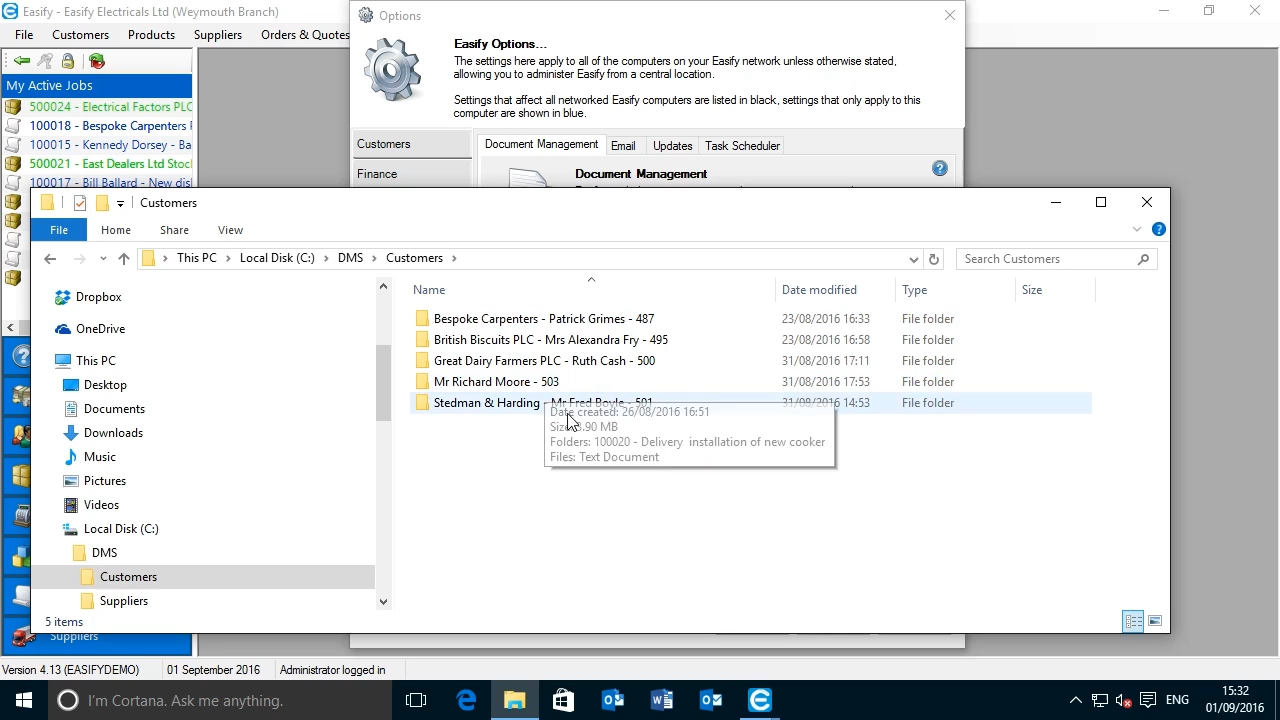 Easify - Easify Electricals Ltd (Weymouth Branch)
File Customers Products Suppliers Orders & Quotes
My Active Jobs
500024 - Electrical Factors PLC
100018 - Bespoke Carpenters
100015 - Kennedy Dorsey - Ba
500021 - East Dealers Ltd Stoc
100017 - Bill Ballard - New dis
Options
Easify Options...
The settings here apply to all of the computers on your Easify network unless otherwise stated,
allowing you to administer Easify from a central location.
Settings that affect all networked Easify computers are listed in black, settings that only apply to this
computer are shown in blue.
Customers
Finance
Document Management Email Updates Task Scheduler
Document Management
Customers
File Home Share View
This PC Local Disk (C:) DMS Customers
Search Customers
Dropbox
OneDrive
This PC
Desktop
Documents
Downloads
Music
Pictures
Videos
Local Disk (C:)
DMS
Customers
Suppliers
Name Date modified Type Size
Bespoke Carpenters - Patrick Grimes - 487 23/08/2016 16:33 File folder
British Biscuits PLC - Mrs Alexandra Fry - 495 23/08/2016 16:58 File folder
Great Dairy Farmers PLC - Ruth Cash - 500 31/08/2016 17:11 File folder
Mr Richard Moore - 503 31/08/2016 17:53 File folder
Stedman & Harding - Mr Fred Boyle - 501 31/08/2016 14:53 File folder
Date created: 26/08/2016 16:51
.90 MB
Folders: 100020 - Delivery installation of new cooker
Files: Text Document
5 items
Suppliers
Version 4.13 (EASIFYDEMO) 01 September 2016 Administrator logged in
I'm Cortana. Ask me anything.
ENG
15:32
01/09/2016